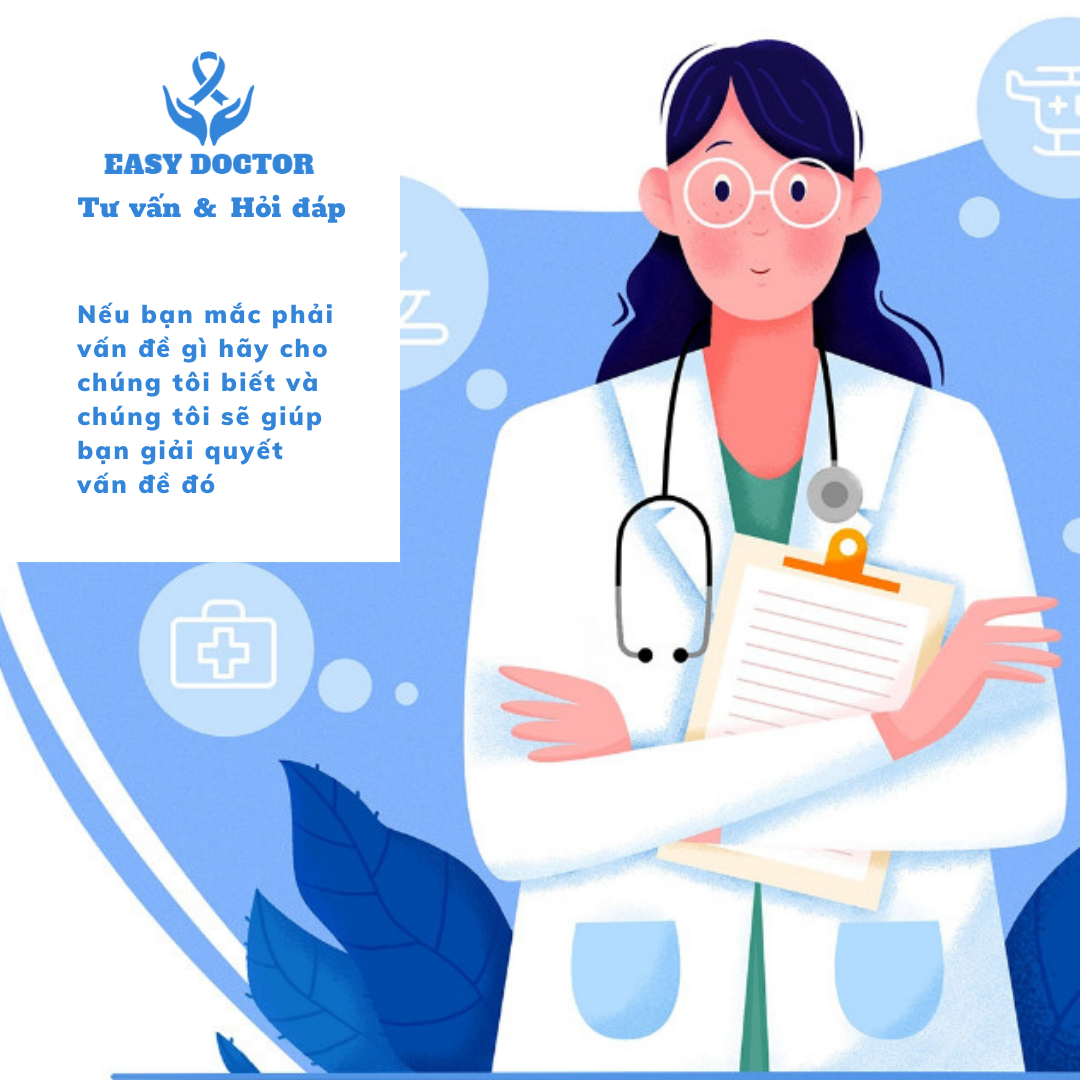 EASY DOCTOR
Tư vấn & Hỏi đáp
Nếu bạn mắc phải
vấn đề gì hãy cho
chúng tôi biết và
chúng tôi sẽ giúp
bạn giải quyết
vấn đề đó